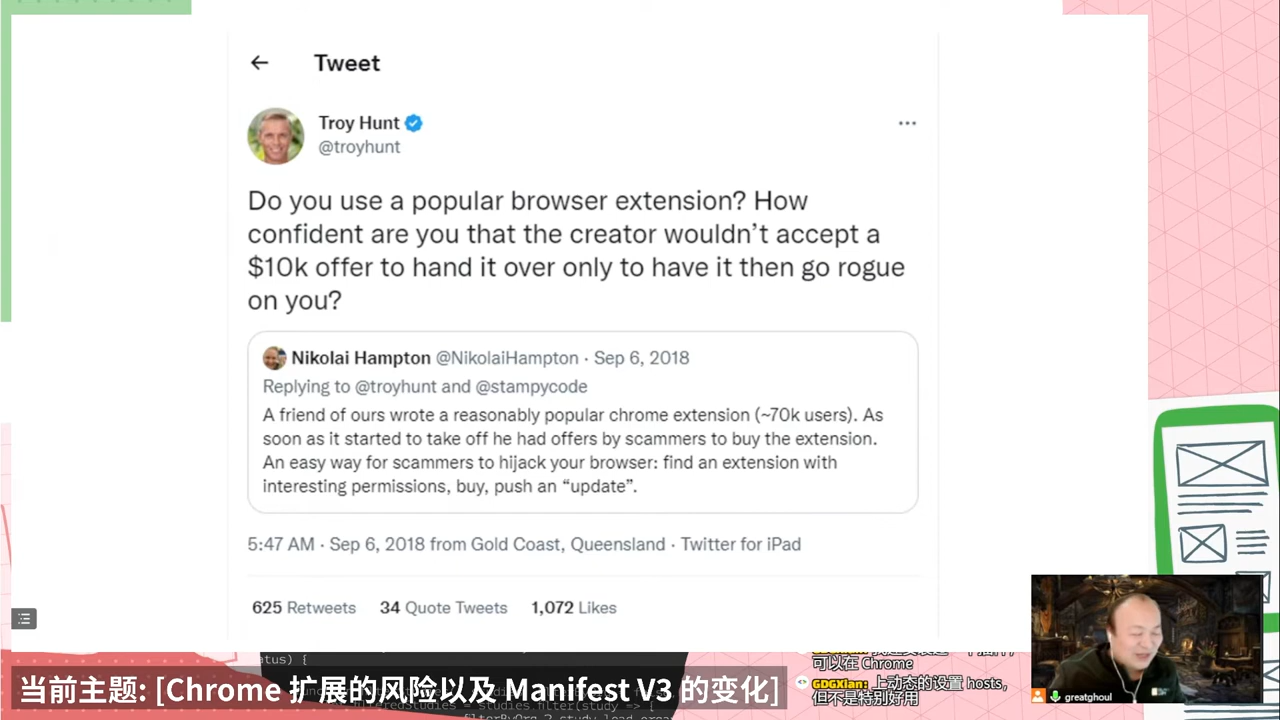 Tweet
Troy Hunt
@troyhunt
Do you use a popular browser extension? How
confident are you that the creator wouldn’t accept a
$10k offer to hand it over only to have it then go rogue
on you?
Nikolai Hampton @NikolaiHampton · Sep 6, 2018
Replying to @troyhunt and @stampycode
A friend of ours wrote a reasonably popular chrome extension (~70k users). As
soon as it started to take off he had offers by scammers to buy the extension.
An easy way for scammers to hijack your browser: find an extension with
interesting permissions, buy, push an “update”.
5:47 AM · Sep 6, 2018 from Gold Coast, Queensland · Twitter for iPad
625 Retweets 34 Quote Tweets 1,072 Likes
atus) {
当前主题: [Chrome 扩展的风险以及 Manifest V3 的变化]
可以在 Chrome
GDGXian: 上动态的设置 hosts,
但不是特别好用
greatghoul